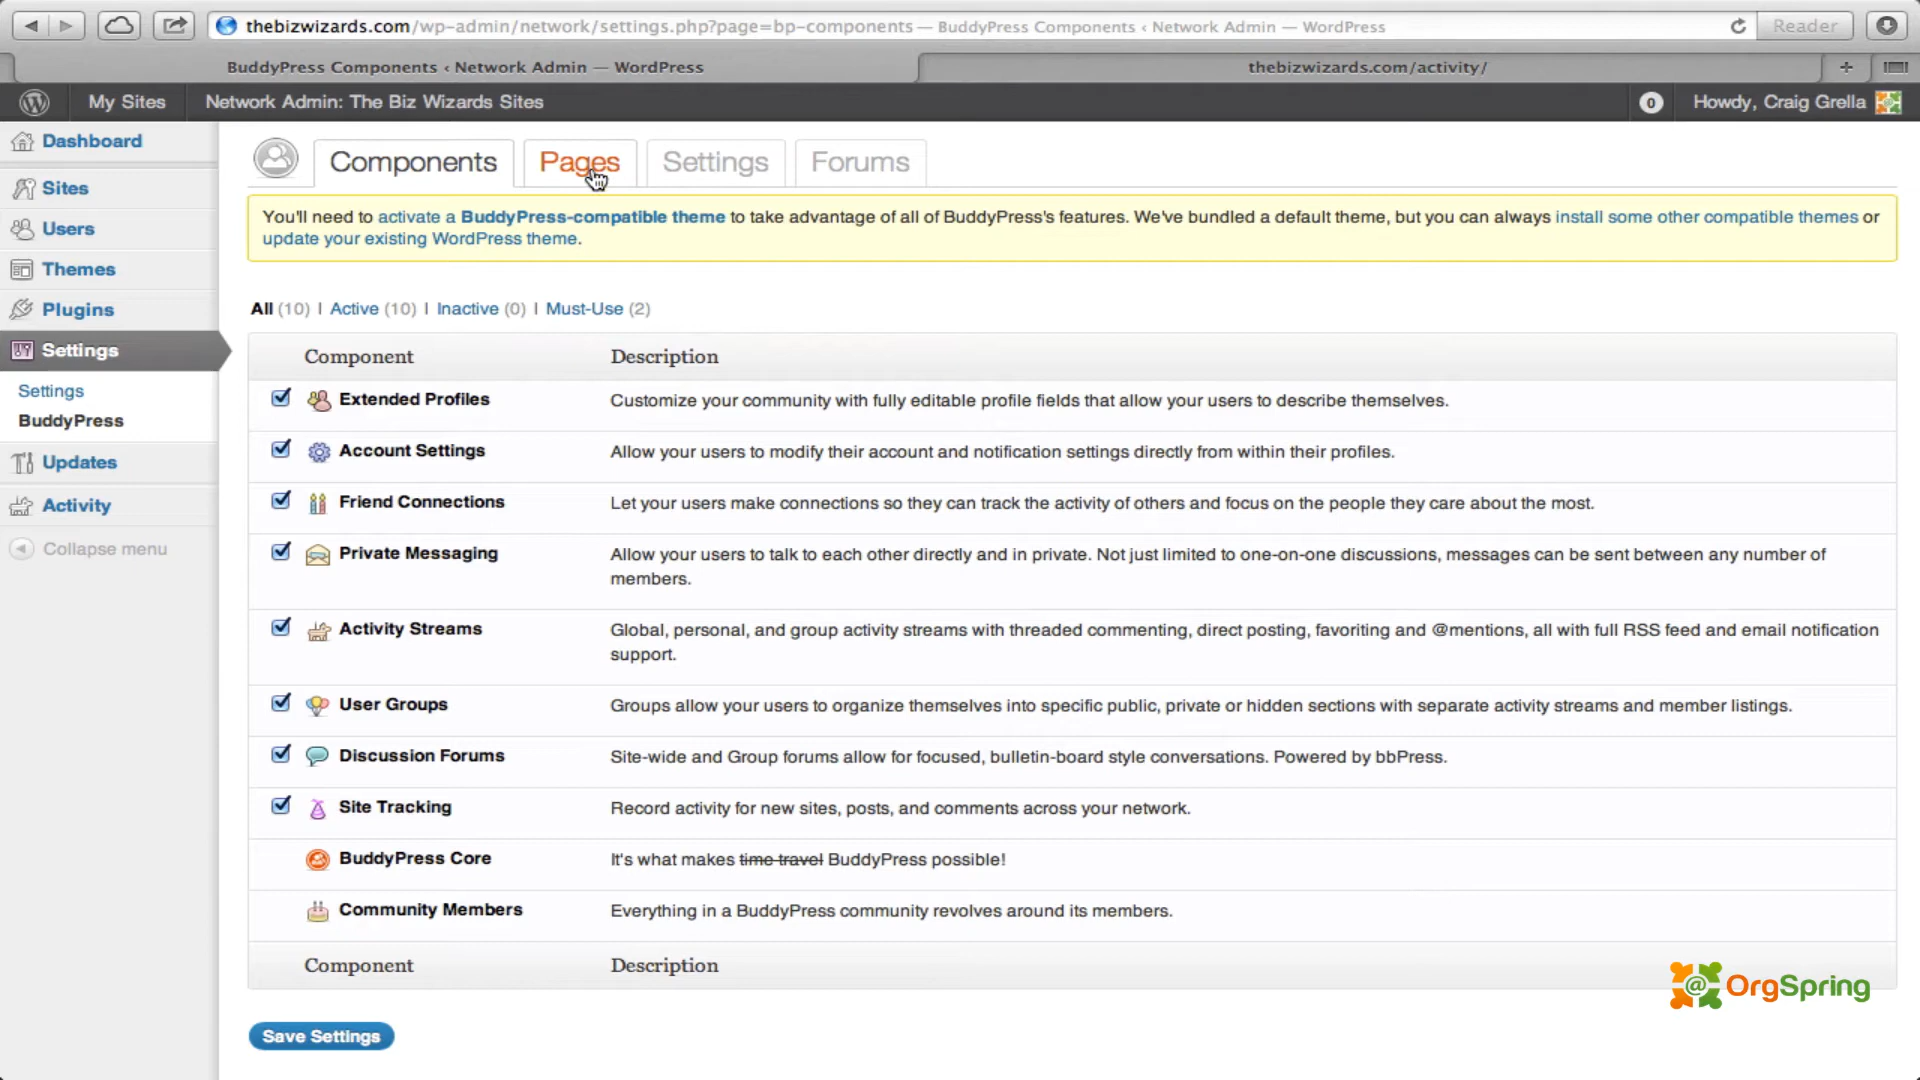 thebizwizards.com/wp-admin/network/settings.php?page=bp-components — BuddyPress Components ‹ Network Admin — WordPress
Reader
BuddyPress Components ‹ Network Admin — WordPress
thebizwizards.com/activity/
My Sites
Network Admin: The Biz Wizards Sites
0
Howdy, Craig Grella
Dashboard
Sites
Users
Themes
Plugins
Settings
Settings
BuddyPress
Updates
Activity
Collapse menu
Components
Pages
Settings
Forums
You'll need to activate a BuddyPress-compatible theme to take advantage of all of BuddyPress's features. We've bundled a default theme, but you can always install some other compatible themes or
update your existing WordPress theme.
All (10) | Active (10) | Inactive (0) | Must-Use (2)
Component Description
Extended Profiles Customize your community with fully editable profile fields that allow your users to describe themselves.
Account Settings Allow your users to modify their account and notification settings directly from within their profiles.
Friend Connections Let your users make connections so they can track the activity of others and focus on the people they care about the most.
Private Messaging Allow your users to talk to each other directly and in private. Not just limited to one-on-one discussions, messages can be sent between any number of
members.
Activity Streams Global, personal, and group activity streams with threaded commenting, direct posting, favoriting and @mentions, all with full RSS feed and email notification
support.
User Groups Groups allow your users to organize themselves into specific public, private or hidden sections with separate activity streams and member listings.
Discussion Forums Site-wide and Group forums allow for focused, bulletin-board style conversations. Powered by bbPress.
Site Tracking Record activity for new sites, posts, and comments across your network.
BuddyPress Core It's what makes time travel BuddyPress possible!
Community Members Everything in a BuddyPress community revolves around its members.
Component Description
@ OrgSpring
Save Settings